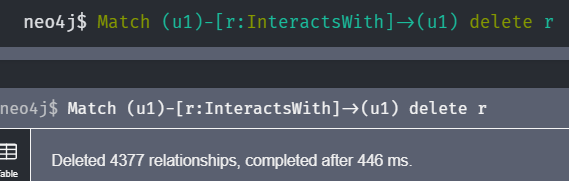 neo4j$ Match (u1)-[r:InteractsWith]->(u1) delete r
neo4j$ Match (u1)-[r:InteractsWith]->(u1) delete r
Deleted 4377 relationships, completed after 446 ms.
able